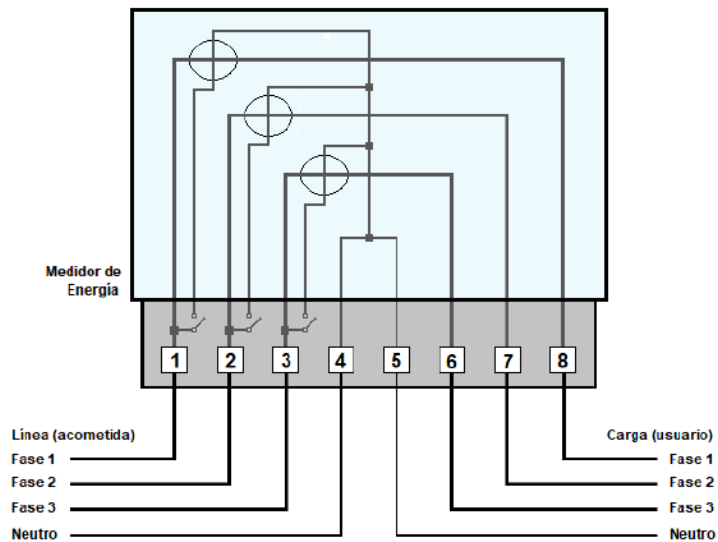 Medidor de
Energía
1 2 3 4 5 6 7 8
Línea (acometida)
Carga (usuario)
Fase 1
Fase 1
Fase 2
Fase 2
Fase 3
Fase 3
Neutro
Neutro